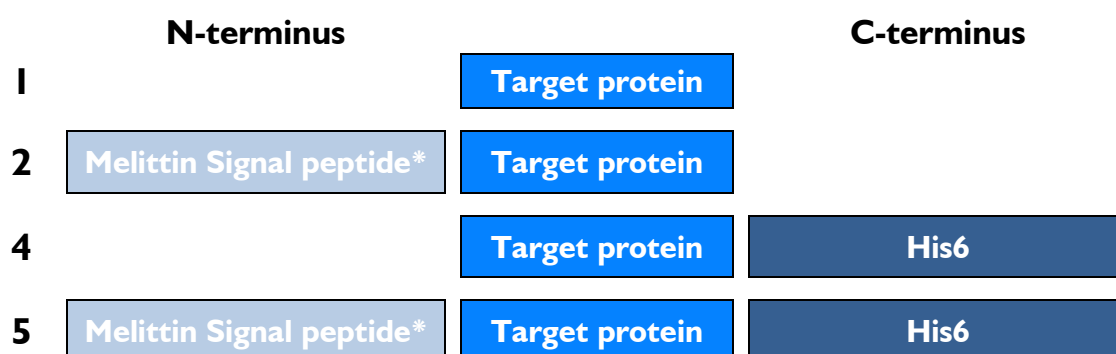 N-terminus C-terminus
1 Target protein
2 Melittin Signal peptide* Target protein
4 Target protein His6
5 Melittin Signal peptide* Target protein His6